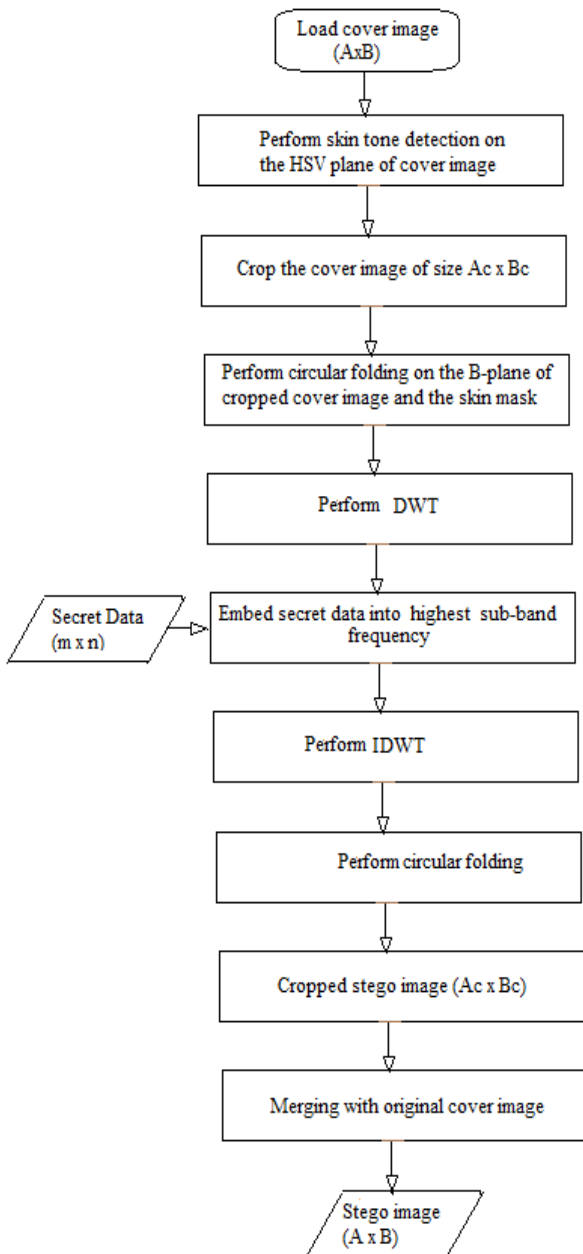 Load cover image
(AxB)
Perform skin tone detection on
the HSV plane of cover image
Crop the cover image of size Ac x Bc
Perform circular folding on the B-plane of
cropped cover image and the skin mask
Perform DWT
Secret Data
(m x n)
Embed secret data into highest sub-band
frequency
Perform IDWT
Perform circular folding
Cropped stego image (Ac x Bc)
Merging with original cover image
Stego image
(A x B)